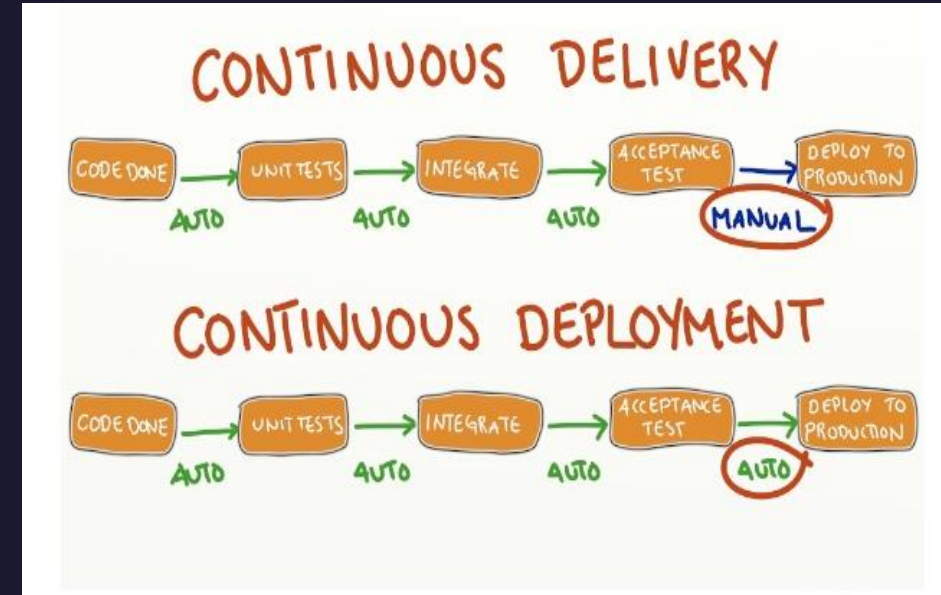 CONTINUOUS DELIVERY
CODE DONE
UNIT TESTS
INTEGRATE
ACCEPTANCE
TEST
DEPLOY TO
PRODUCTION
AUTO
AUTO
AUTO
MANUAL
CONTINUOUS DEPLOYMENT
CODE DONE
UNIT TESTS
INTEGRATE
ACCEPTANCE
TEST
DEPLOY TO
PRODUCTION
AUTO
AUTO
AUTO
AUTO